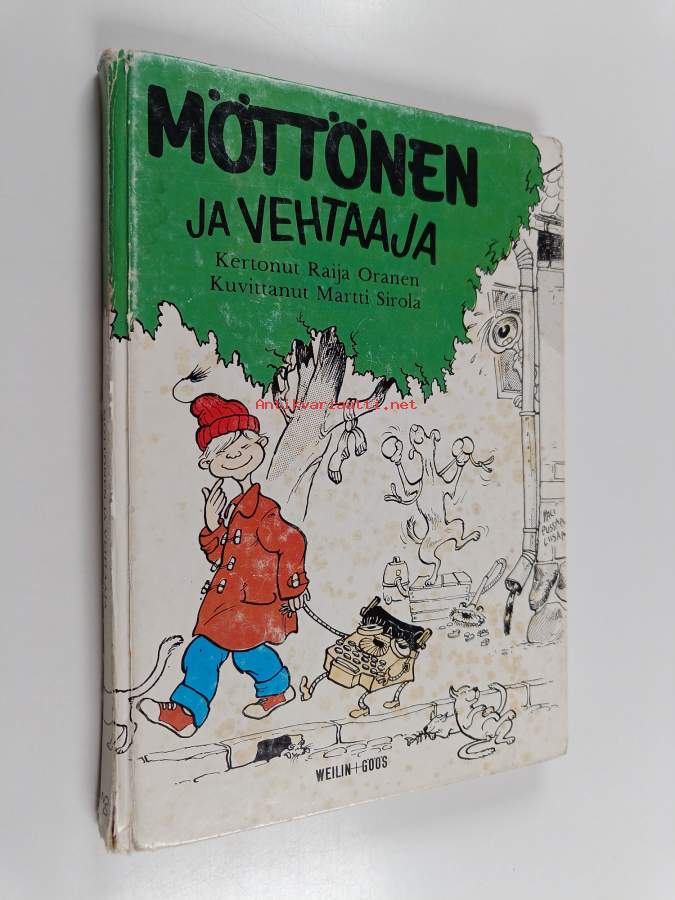 MÖTTÖNEN
JA VEHTAAJA
Kertonut Raija Oranen
Kuvittanut Martti Sirola
Antikvariaatti.net
WEILIN+GÖÖS